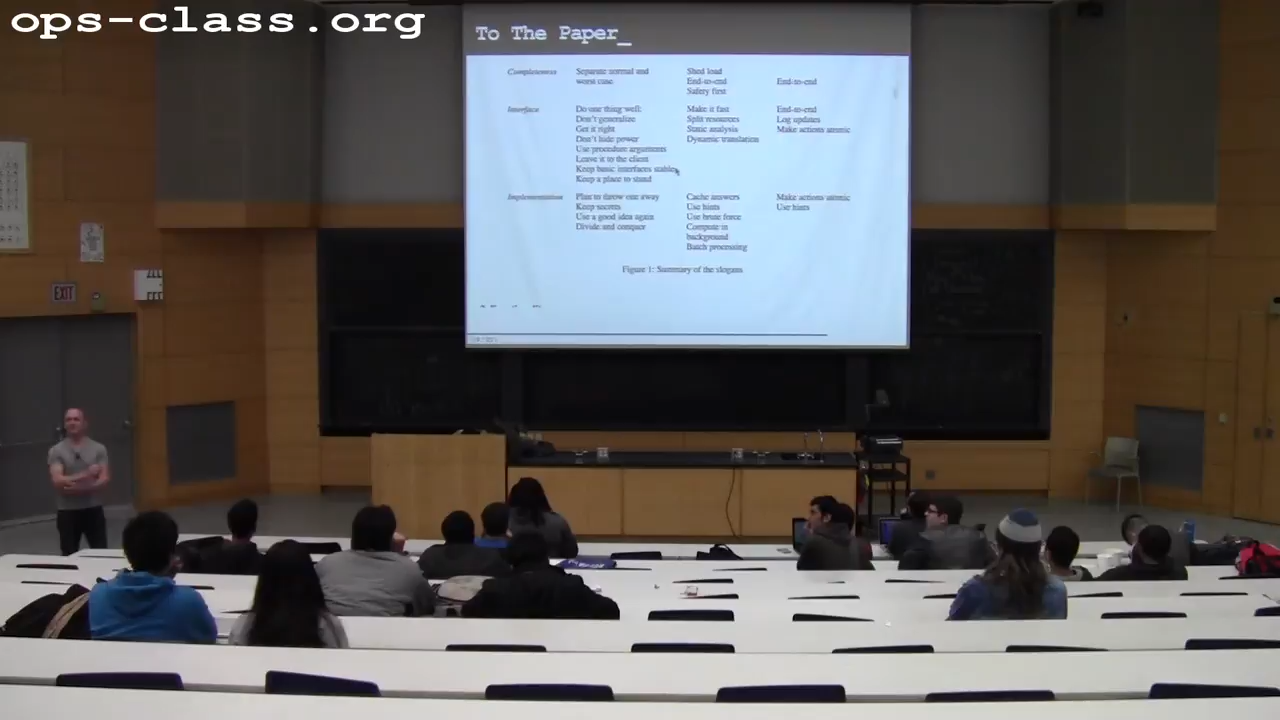 ops-class.org
To The Paper_
Completeness Separate normal and Shed load
worst case End-to-end End-to-end
Safety first
Interface Do one thing well: Make it fast End-to-end
Don't generalize Split resources Log updates
Get it right Static analysis Make actions atomic
Don't hide power Dynamic translation
Use procedure arguments
Leave it to the client
Keep basic interfaces stable
Keep a place to stand
Implementation Plan to throw one away Cache answers Make actions atomic
Keep secrets Use hints Use hints
Use a good idea again Use brute force
Divide and conquer Compute in
background
Batch processing
Figure 1: Summary of the slogans
EXIT